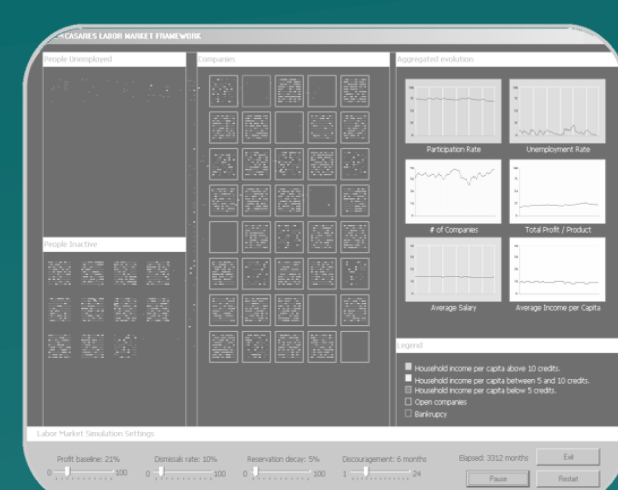 CASARES LABOR MARKET FRAMEWORK
People Unemployed
Companies
Aggregated evolution
Participation Rate
Unemployment Rate
# of Companies
Total Profit / Product
People Inactive
Average Salary
Average Income per Capita
Legend
Household income per capita above 10 credits.
Household income per capita between 5 and 10 credits.
Household income per capita below 5 credits.
Open companies
Bankrupcy
Labor Market Simulation Settings
Profit baseline: 21%
0 100
Dismissals rate: 10%
0 100
Reservation decay: 5%
0 100
Discouragement: 6 months
1 24
Elapsed: 3312 months
Exit
Pause
Restart